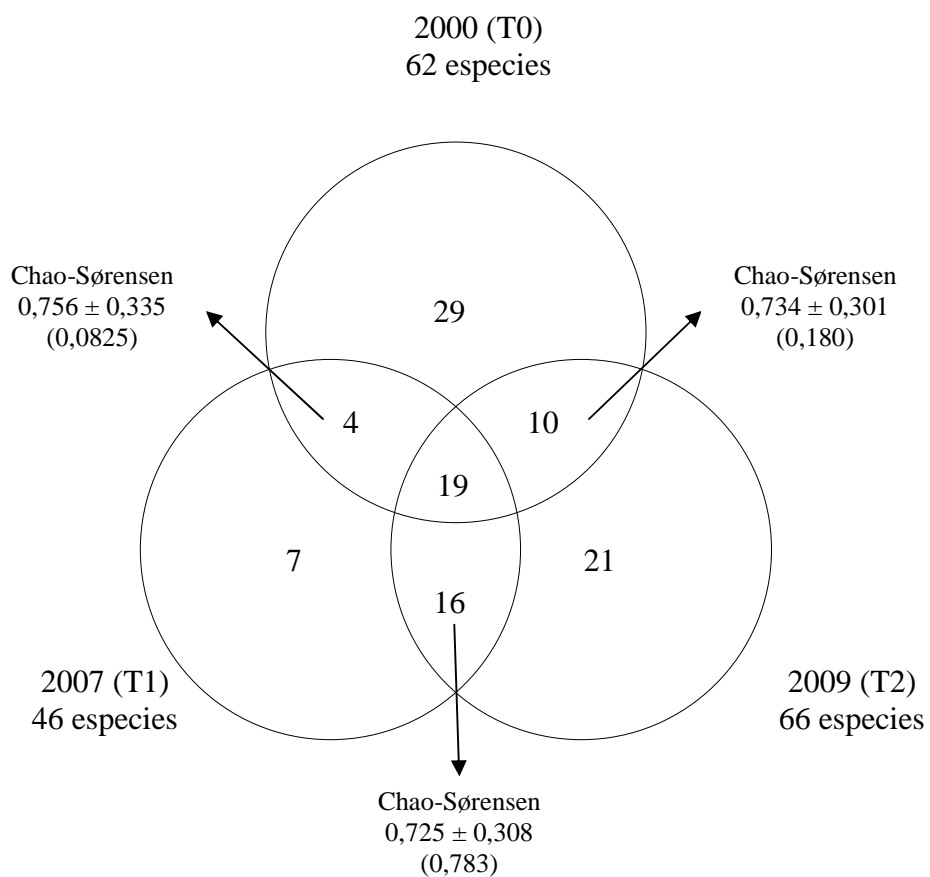 2000 (T0)
62 especies
Chao-Sørensen
0,756 ± 0,335
(0,0825)
Chao-Sørensen
0,734 ± 0,301
(0,180)
29
4
10
19
7
21
16
2007 (T1)
46 especies
2009 (T2)
66 especies
Chao-Sørensen
0,725 ± 0,308
(0,783)